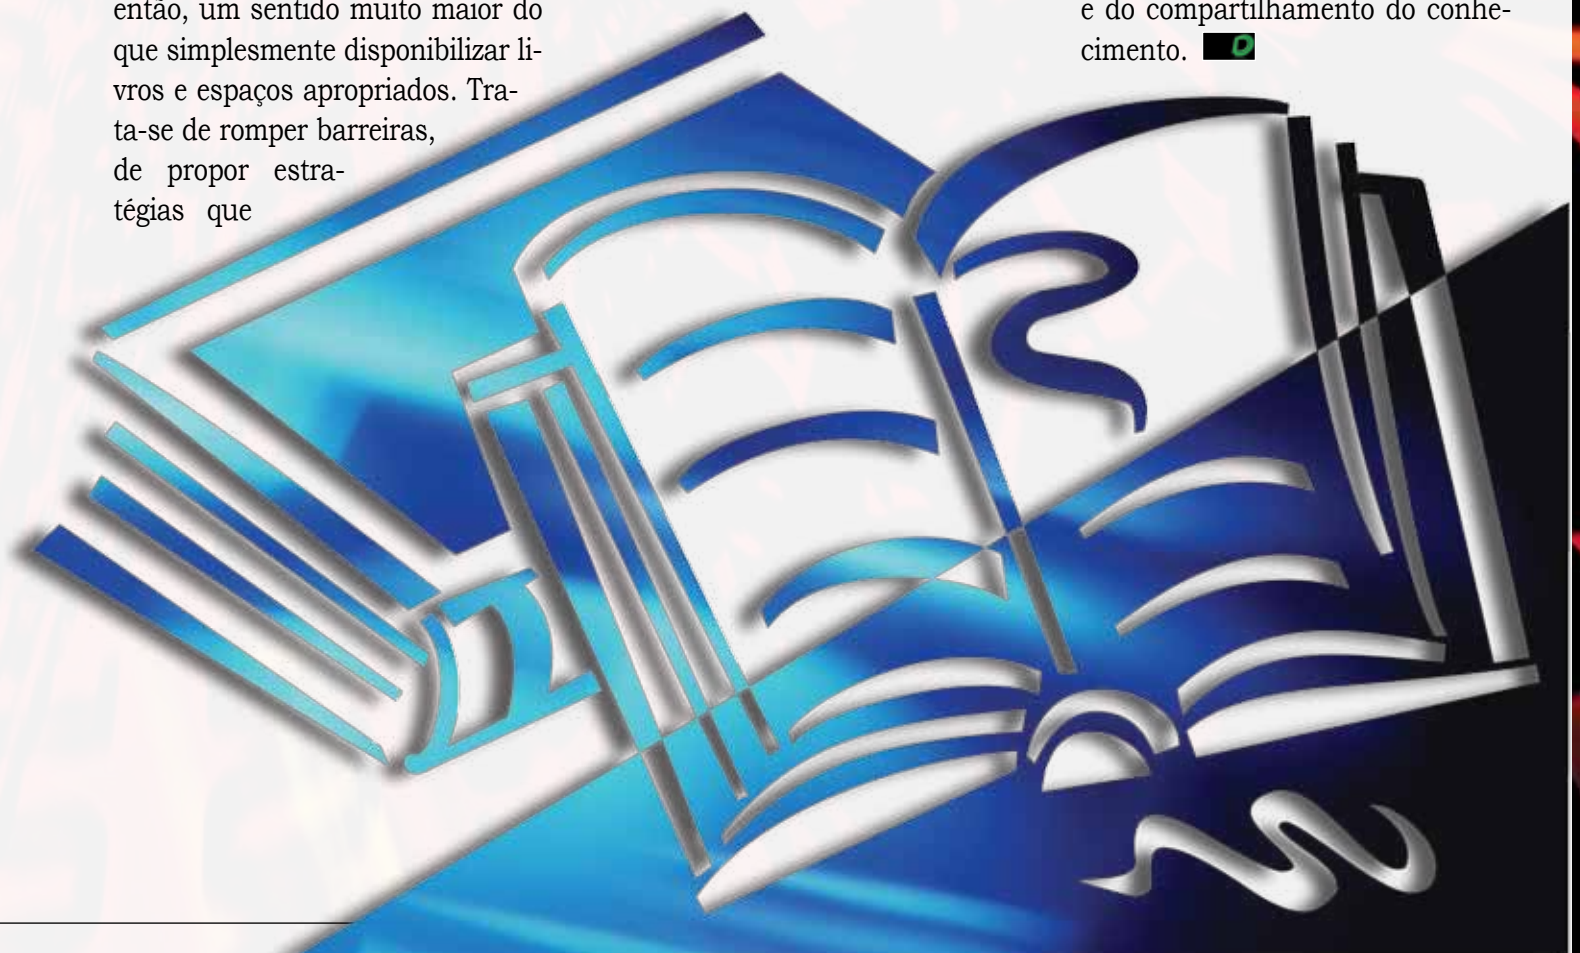 então, um sentido muito maior do
que simplesmente disponibilizar li-
vros e espaços apropriados. Tra-
ta-se de romper barreiras,
de propor estra-
tégias que
e do compartilhamento do conhe-
cimento. D